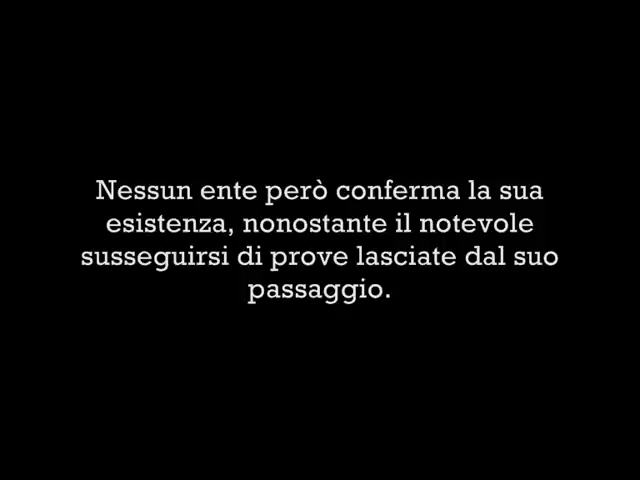 Nessun ente però conferma la sua
esistenza, nonostante il notevole
susseguirsi di prove lasciate dal suo
passaggio.